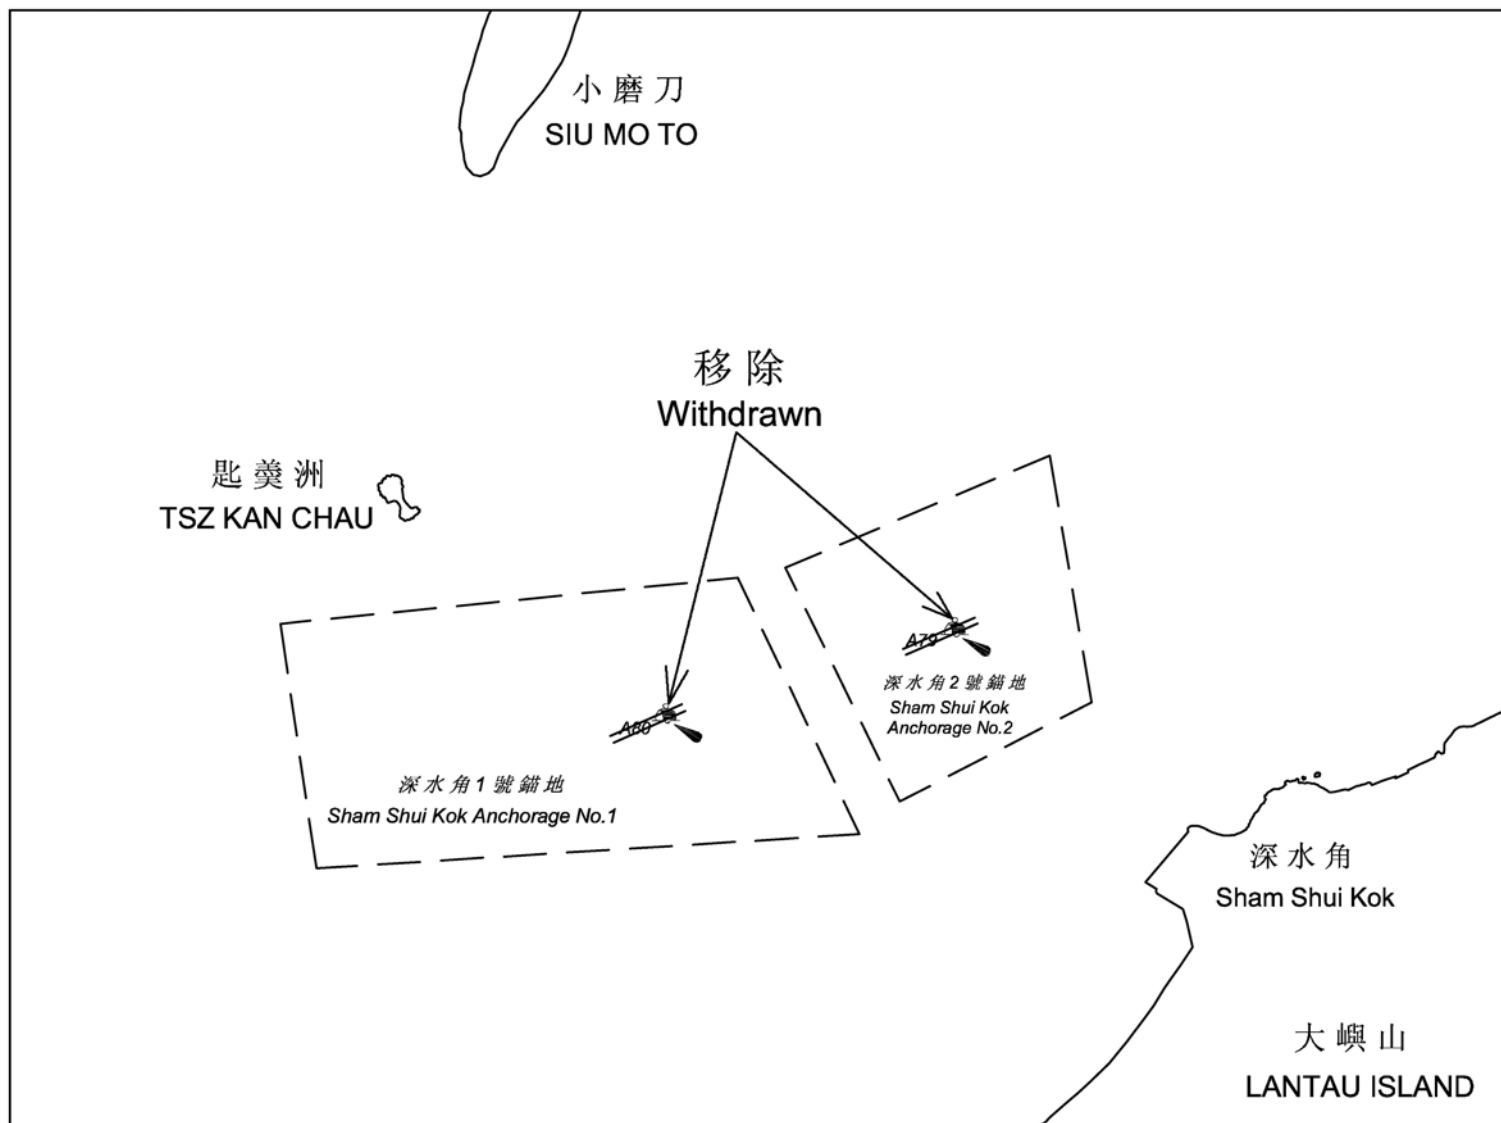 小磨刀
SIU MO TO
移除
Withdrawn
匙羹洲
TSZ KAN CHAU
A79
深水角2號錨地
Sham Shui Kok
Anchorage No.2
A80
深水角1號錨地
Sham Shui Kok Anchorage No.1
深水角
Sham Shui Kok
大嶼山
LANTAU ISLAND